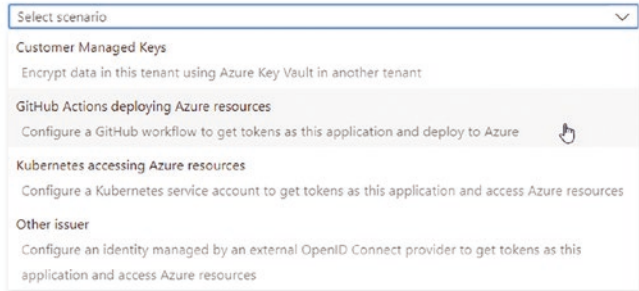 Select scenario
Customer Managed Keys
Encrypt data in this tenant using Azure Key Vault in another tenant
GitHub Actions deploying Azure resources
Configure a GitHub workflow to get tokens as this application and deploy to Azure
Kubernetes accessing Azure resources
Configure a Kubernetes service account to get tokens as this application and access Azure resources
Other issuer
Configure an identity managed by an external OpenID Connect provider to get tokens as this
application and access Azure resources